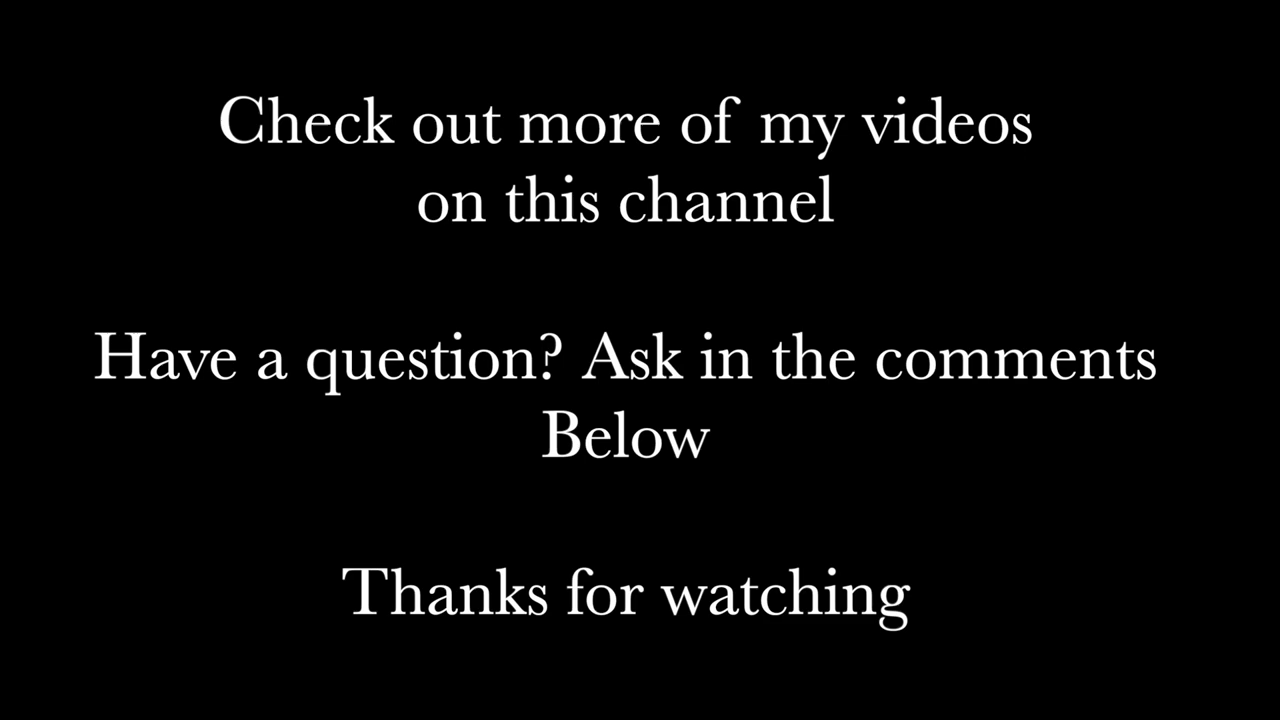 Check out more of my videos
on this channel
Have a question? Ask in the comments
Below
Thanks for watching